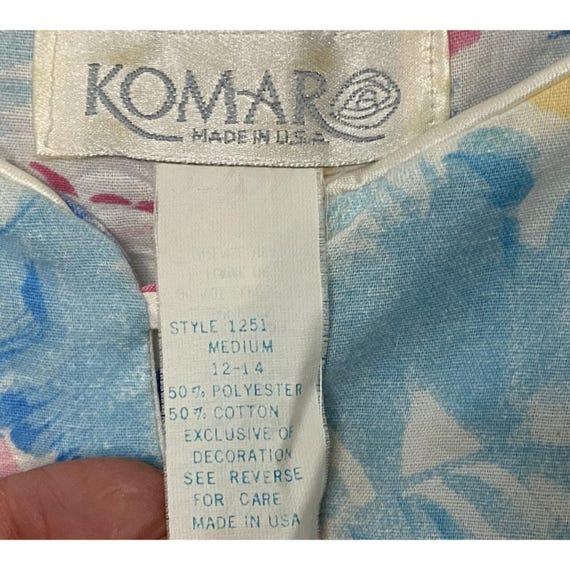 KOMAR
MADE IN U.S.A.
STYLE 1251
MEDIUM
12-14
50% POLYESTER
50% COTTON
EXCLUSIVE OF
DECORATION
SEE REVERSE
FOR CARE
MADE IN USA